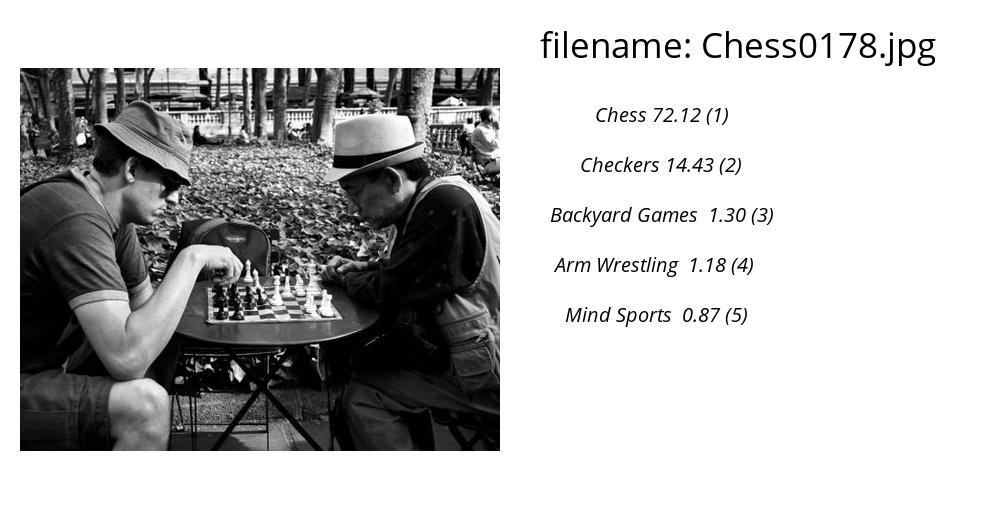 filename: Chess0178.jpg
Chess 72.12 (1)
Checkers 14.43 (2)
Backyard Games 1.30 (3)
Arm Wrestling 1.18 (4)
Mind Sports 0.87 (5)